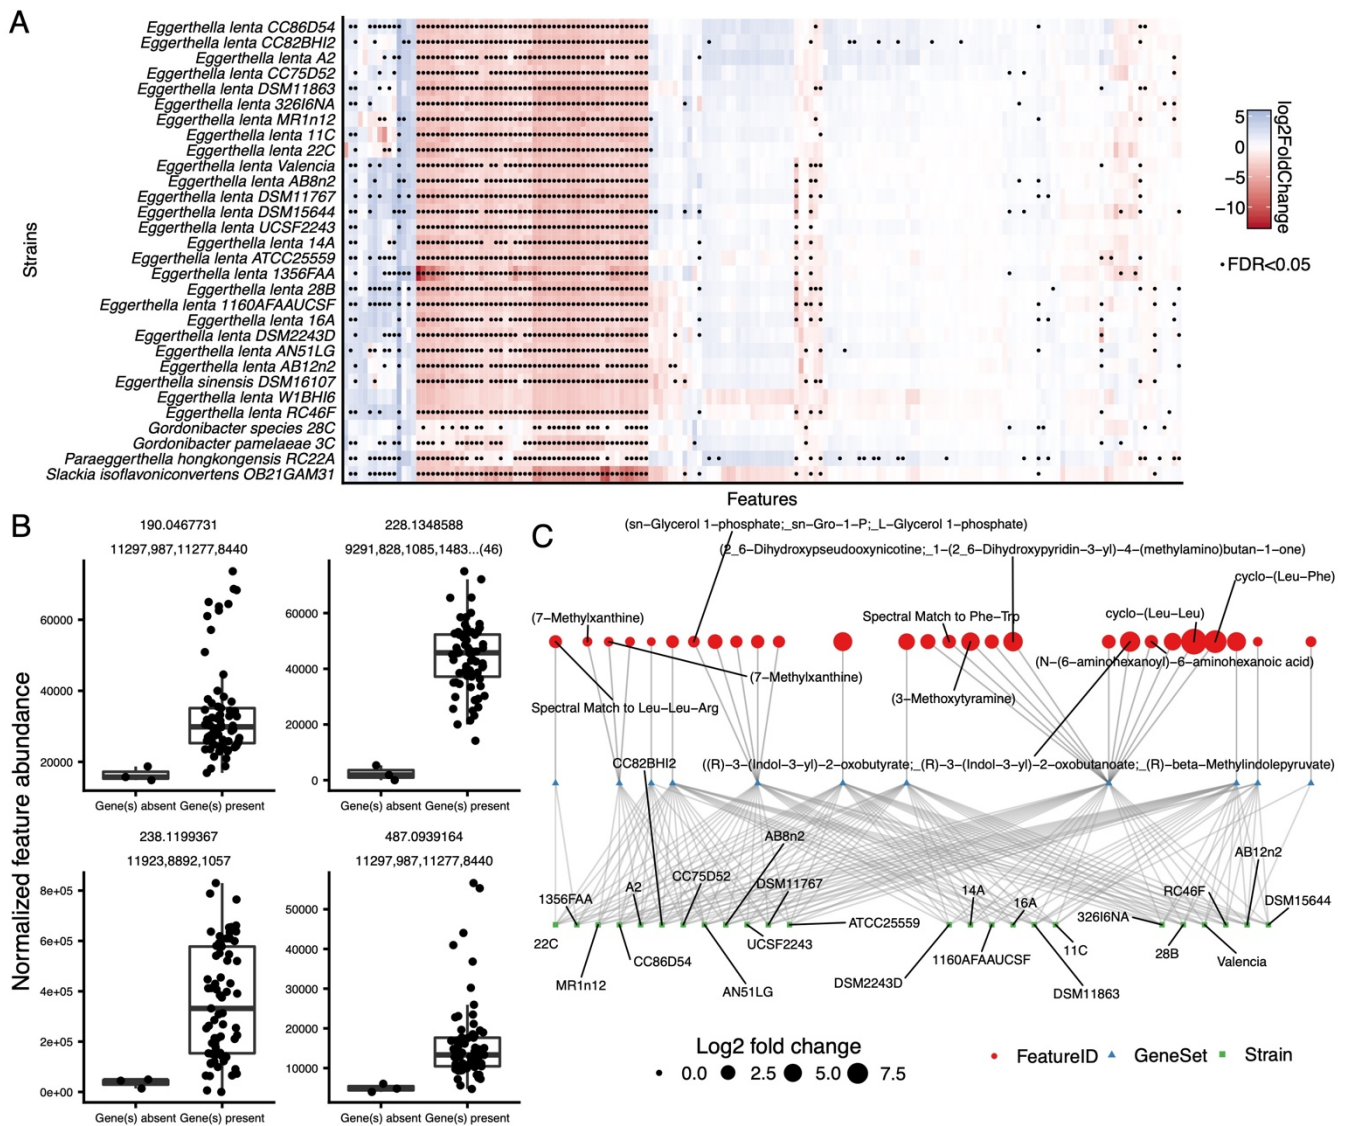 A
Eggerthella lenta CC86D54
Eggerthella lenta CC82BHI2
Eggerthella lenta A2
Eggerthella lenta CC75D52
Eggerthella lenta DSM11863
Eggerthella lenta 326I6NA
Eggerthella lenta MR1n12
Eggerthella lenta 11C
Eggerthella lenta 22C
Eggerthella lenta Valencia
Eggerthella lenta AB8n2
Eggerthella lenta DSM11767
Eggerthella lenta DSM15644
Eggerthella lenta UCSF2243
Eggerthella lenta 14A
Eggerthella lenta ATCC25559
Eggerthella lenta 1356FAA
Eggerthella lenta 28B
Eggerthella lenta 1160AFAAUCSF
Eggerthella lenta 16A
Eggerthella lenta DSM2243D
Eggerthella lenta AN51LG
Eggerthella lenta AB12n2
Eggerthella sinensis DSM16107
Eggerthella lenta W1BHI6
Eggerthella lenta RC46F
Gordonibacter species 28C
Gordonibacter pamelaeae 3C
Paraeggerthella hongkongensis RC22A
Slackia isoflavoniconvertens OB21GAM31
Strains
Features
5
0
−5
−10
log2FoldChange
FDR<0.05
B
Normalized feature abundance
190.0467731
11297,987,11277,8440
60000
40000
20000
Gene(s) absent
Gene(s) present
228.1348588
9291,828,1085,1483...(46)
60000
40000
20000
0
Gene(s) absent
Gene(s) present
238.1199367
11923,8892,1057
8e+05
6e+05
4e+05
2e+05
0e+00
Gene(s) absent
Gene(s) present
487.0939164
11297,987,11277,8440
50000
40000
30000
20000
10000
Gene(s) absent
Gene(s) present
C
(sn−Glycerol 1−phosphate;_sn−Gro−1−P;_L−Glycerol 1−phosphate)
(2_6−Dihydroxypseudooxynicotine;_1−(2_6−Dihydroxypyridin−3−yl)−4−(methylamino)butan−1−one)
cyclo−(Leu−Phe)
(7−Methylxanthine)
Spectral Match to Phe−Trp
cyclo−(Leu−Leu)
(N−(6−aminohexanoyl)−6−aminohexanoic acid)
(7−Methylxanthine)
(3−Methoxytyramine)
Spectral Match to Leu−Leu−Arg
CC82BHI2
((R)−3−(Indol−3−yl)−2−oxobutyrate;_(R)−3−(Indol−3−yl)−2−oxobutanoate;_(R)−beta−Methylindolepyruvate)
AB8n2
AB12n2
CC75D52
DSM11767
1356FAA
A2
14A
16A
RC46F
DSM15644
326I6NA
ATCC25559
22C
UCSF2243
11C
28B
Valencia
CC86D54
1160AFAAUCSF
MR1n12
AN51LG
DSM2243D
DSM11863
Log2 fold change
0.0
2.5
5.0
7.5
FeatureID
GeneSet
Strain